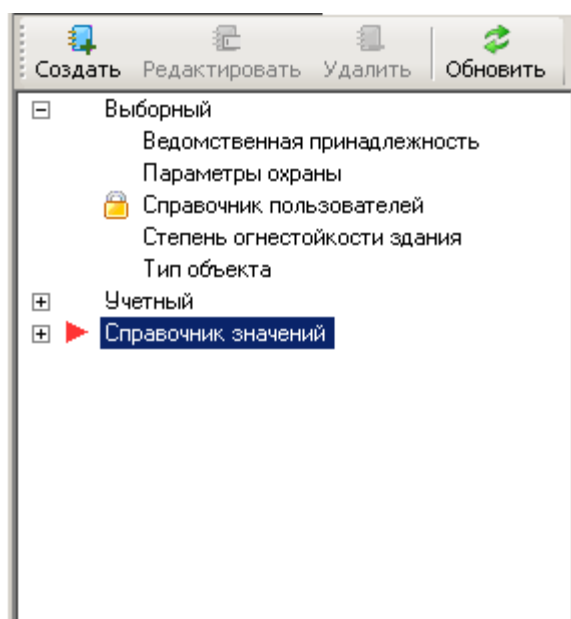 Создать Редактировать Удалить Обновить
Выборный
Ведомственная принадлежность
Параметры охраны
Справочник пользователей
Степень огнестойкости здания
Тип объекта
Учетный
Справочник значений